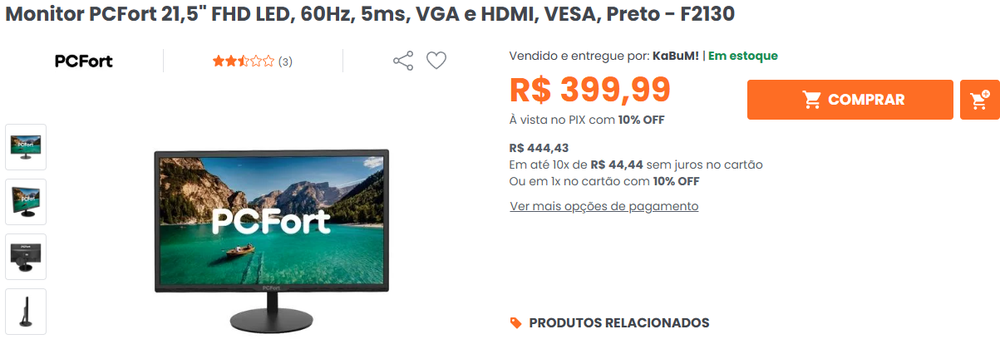 Monitor PCFort 21,5" FHD LED, 60Hz, 5ms, VGA e HDMI, VESA, Preto - F2130
PCFort
(3)
PCFort
PCFort
Vendido e entregue por: KaBuM! | Em estoque
R$ 399,99
À vista no PIX com 10% OFF
COMPRAR
R$ 444,43
Em até 10x de R$ 44,44 sem juros no cartão
Ou em 1x no cartão com 10% OFF
Ver mais opções de pagamento
PRODUTOS RELACIONADOS